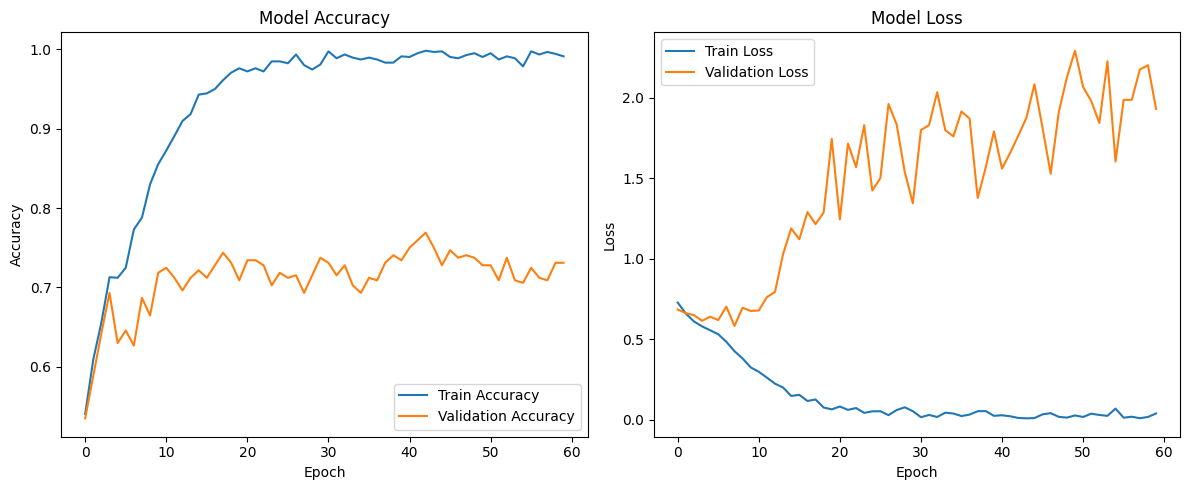 Model Accuracy
Accuracy
1.0
0.9
0.8
0.7
0.6
Train Accuracy
Validation Accuracy
0 10 20 30 40 50 60
Epoch
Model Loss
Loss
Train Loss
Validation Loss
2.0
1.5
1.0
0.5
0.0
0 10 20 30 40 50 60
Epoch